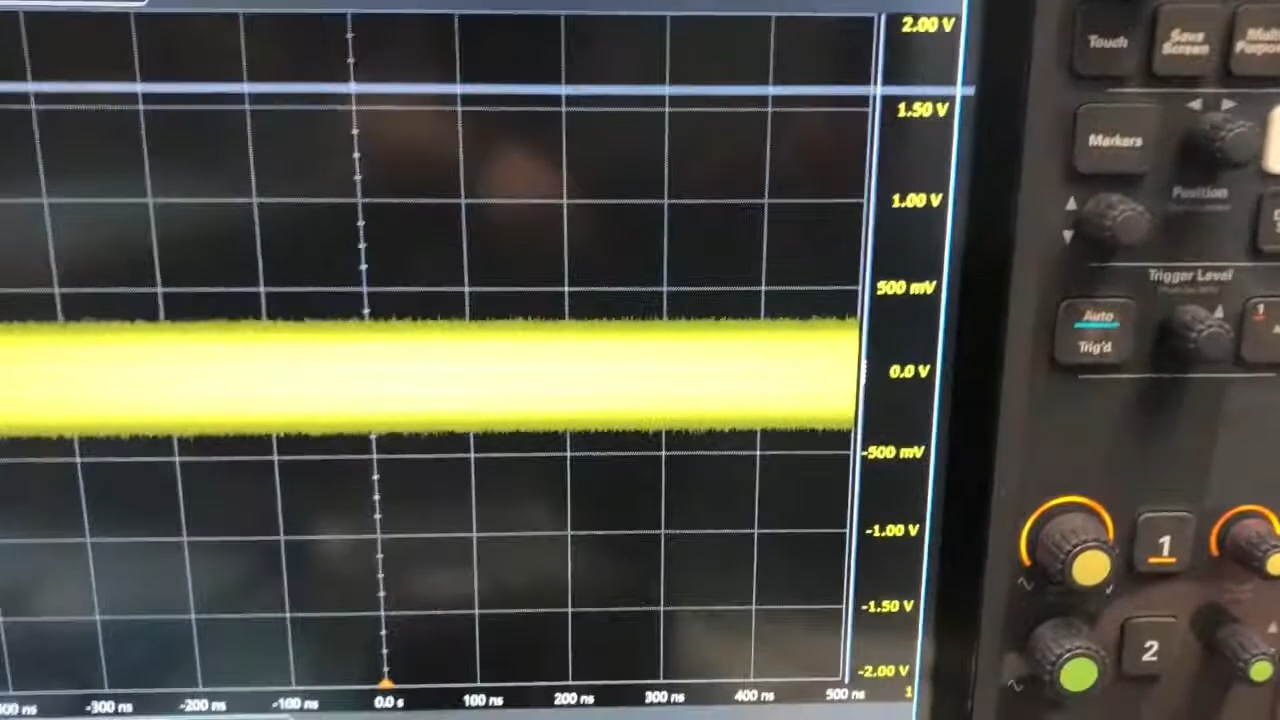 2.00 V
1.50 V
1.00 V
500 mV
0.0 V
-500 mV
-1.00 V
-1.50 V
-2.00 V
1
-300 ns
-200 ns
-100 ns
0.0 s
100 ns
200 ns
300 ns
400 ns
500 ns
Touch
Save
Screen
Markers
Position
Trigger Level
Auto
Trig'd
1
1
2